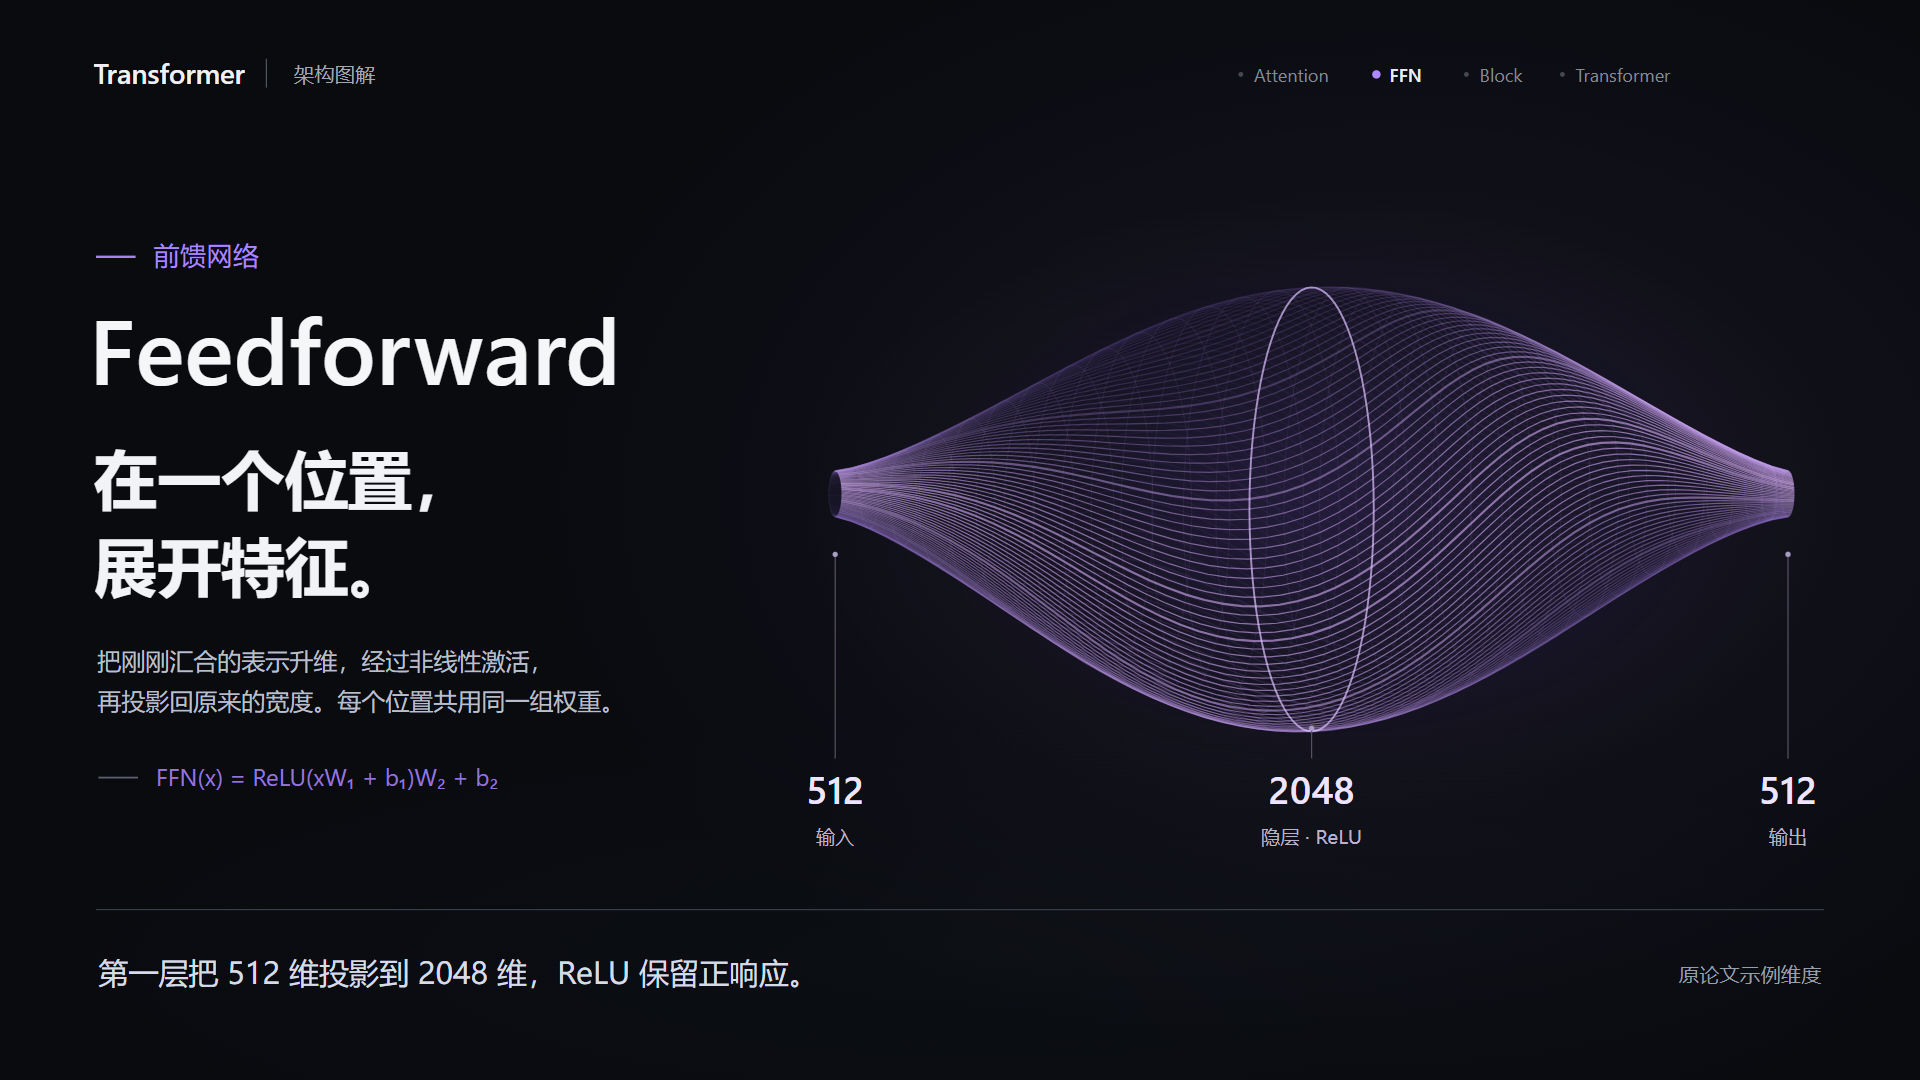 Transformer
架构图解
Attention
FFN
Block
Transformer
前馈网络
Feedforward
在一个位置，
展开特征。
把刚刚汇合的表示升维，经过非线性激活，
再投影回原来的宽度。每个位置共用同一组权重。
FFN(x) = ReLU(xW₁ + b₁)W₂ + b₂
512
输入
2048
隐层 · ReLU
512
输出
第一层把 512 维投影到 2048 维，ReLU 保留正响应。
原论文示例维度